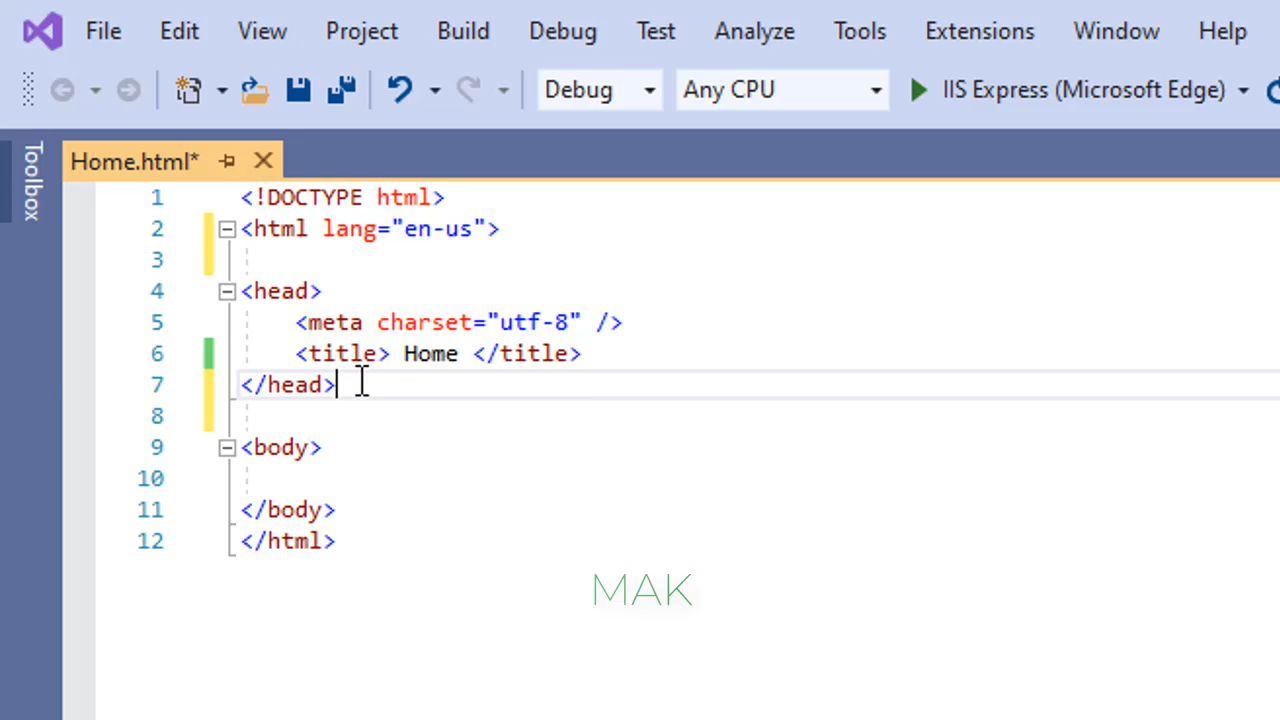 File Edit View Project Build Debug Test Analyze Tools Extensions Window Help
Debug Any CPU IIS Express (Microsoft Edge)
Toolbox
Home.html*
1 <!DOCTYPE html>
2 <html lang="en-us">
3
4 <head>
5 <meta charset="utf-8" />
6 <title> Home </title>
7 </head>
8
9 <body>
10
11 </body>
12 </html>
MAK